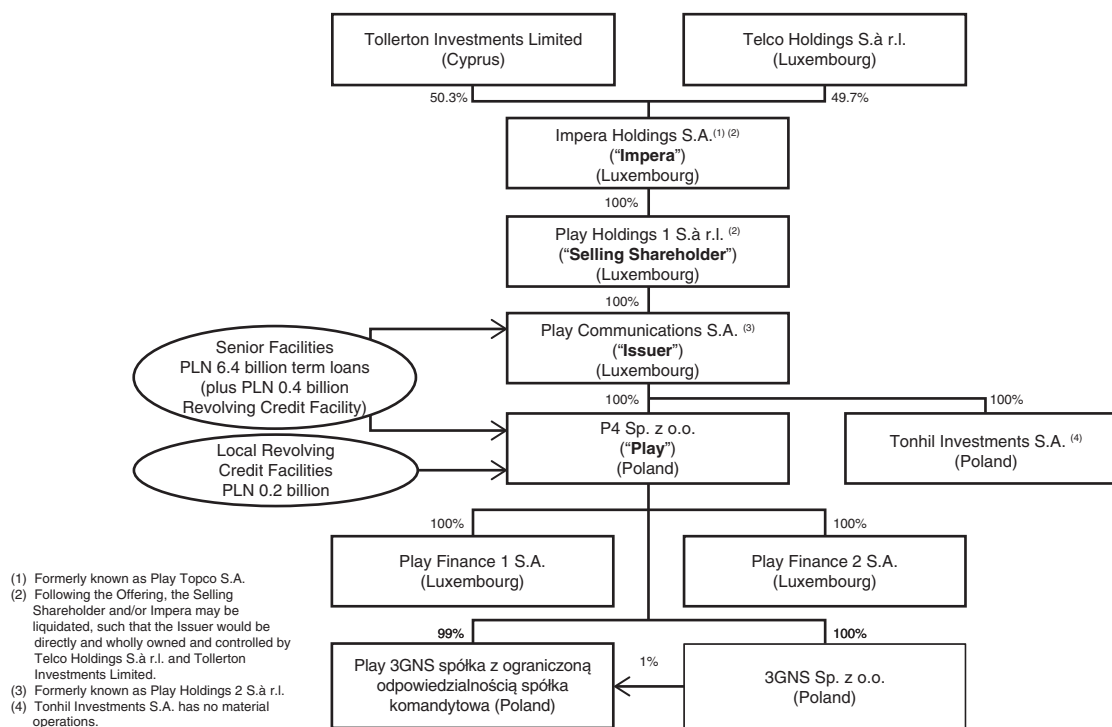 Tollerton Investments Limited
(Cyprus)
Telco Holdings S.à r.l.
(Luxembourg)
50.3%
49.7%
Impera Holdings S.A.(1) (2)
(“Impera”)
(Luxembourg)
100%
Play Holdings 1 S.à r.l. (2)
(“Selling Shareholder”)
(Luxembourg)
100%
Play Communications S.A. (3)
(“Issuer”)
(Luxembourg)
Senior Facilities
PLN 6.4 billion term loans
(plus PLN 0.4 billion
Revolving Credit Facility)
100%
100%
P4 Sp. z o.o.
(“Play”)
(Poland)
Tonhil Investments S.A. (4)
(Poland)
Local Revolving
Credit Facilities
PLN 0.2 billion
100%
100%
Play Finance 1 S.A.
(Luxembourg)
Play Finance 2 S.A.
(Luxembourg)
99%
100%
Play 3GNS spółka z ograniczoną
odpowiedzialnością spółka
komandytowa (Poland)
1%
3GNS Sp. z o.o.
(Poland)
(1) Formerly known as Play Topco S.A.
(2) Following the Offering, the Selling
Shareholder and/or Impera may be
liquidated, such that the Issuer would be
directly and wholly owned and controlled by
Telco Holdings S.à r.l. and Tollerton
Investments Limited.
(3) Formerly known as Play Holdings 2 S.à r.l.
(4) Tonhil Investments S.A. has no material
operations.